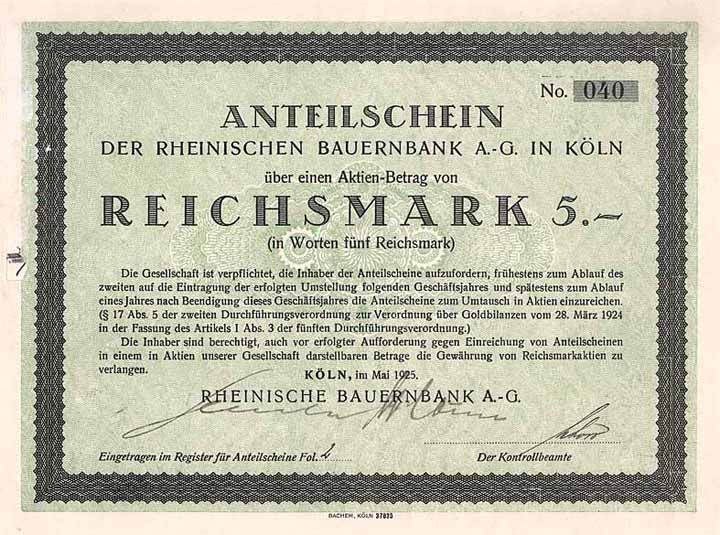 No. 040
ANTEILSCHEIN
DER RHEINISCHEN BAUERNBANK A.-G. IN KÖLN
über einen Aktien-Betrag von
REICHSMARK 5.—
(in Worten fünf Reichsmark)
Die Gesellschaft ist verpflichtet, die Inhaber der Anteilscheine aufzufordern, frühestens zum Ablauf des
zweiten auf die Eintragung der erfolgten Umstellung folgenden Geschäftsjahres und spätestens zum Ablauf
eines Jahres nach Beendigung dieses Geschäftsjahres die Anteilscheine zum Umtausch in Aktien einzureichen.
(§ 17 Abs. 5 der zweiten Durchführungsverordnung zur Verordnung über Goldbilanzen vom 28. März 1924
in der Fassung des Artikels 1 Abs. 3 der fünften Durchführungsverordnung.)
Die Inhaber sind berechtigt, auch vor erfolgter Aufforderung gegen Einreichung von Anteilscheinen
in einem in Aktien unserer Gesellschaft darstellbaren Betrage die Gewährung von Reichsmarkaktien zu
verlangen.
KÖLN, im Mai 1925.
RHEINISCHE BAUERNBANK A.-G.
Eingetragen im Register für Anteilscheine Fol. 2
Der Kontrollbeamte
BACHEM, KÖLN 37825